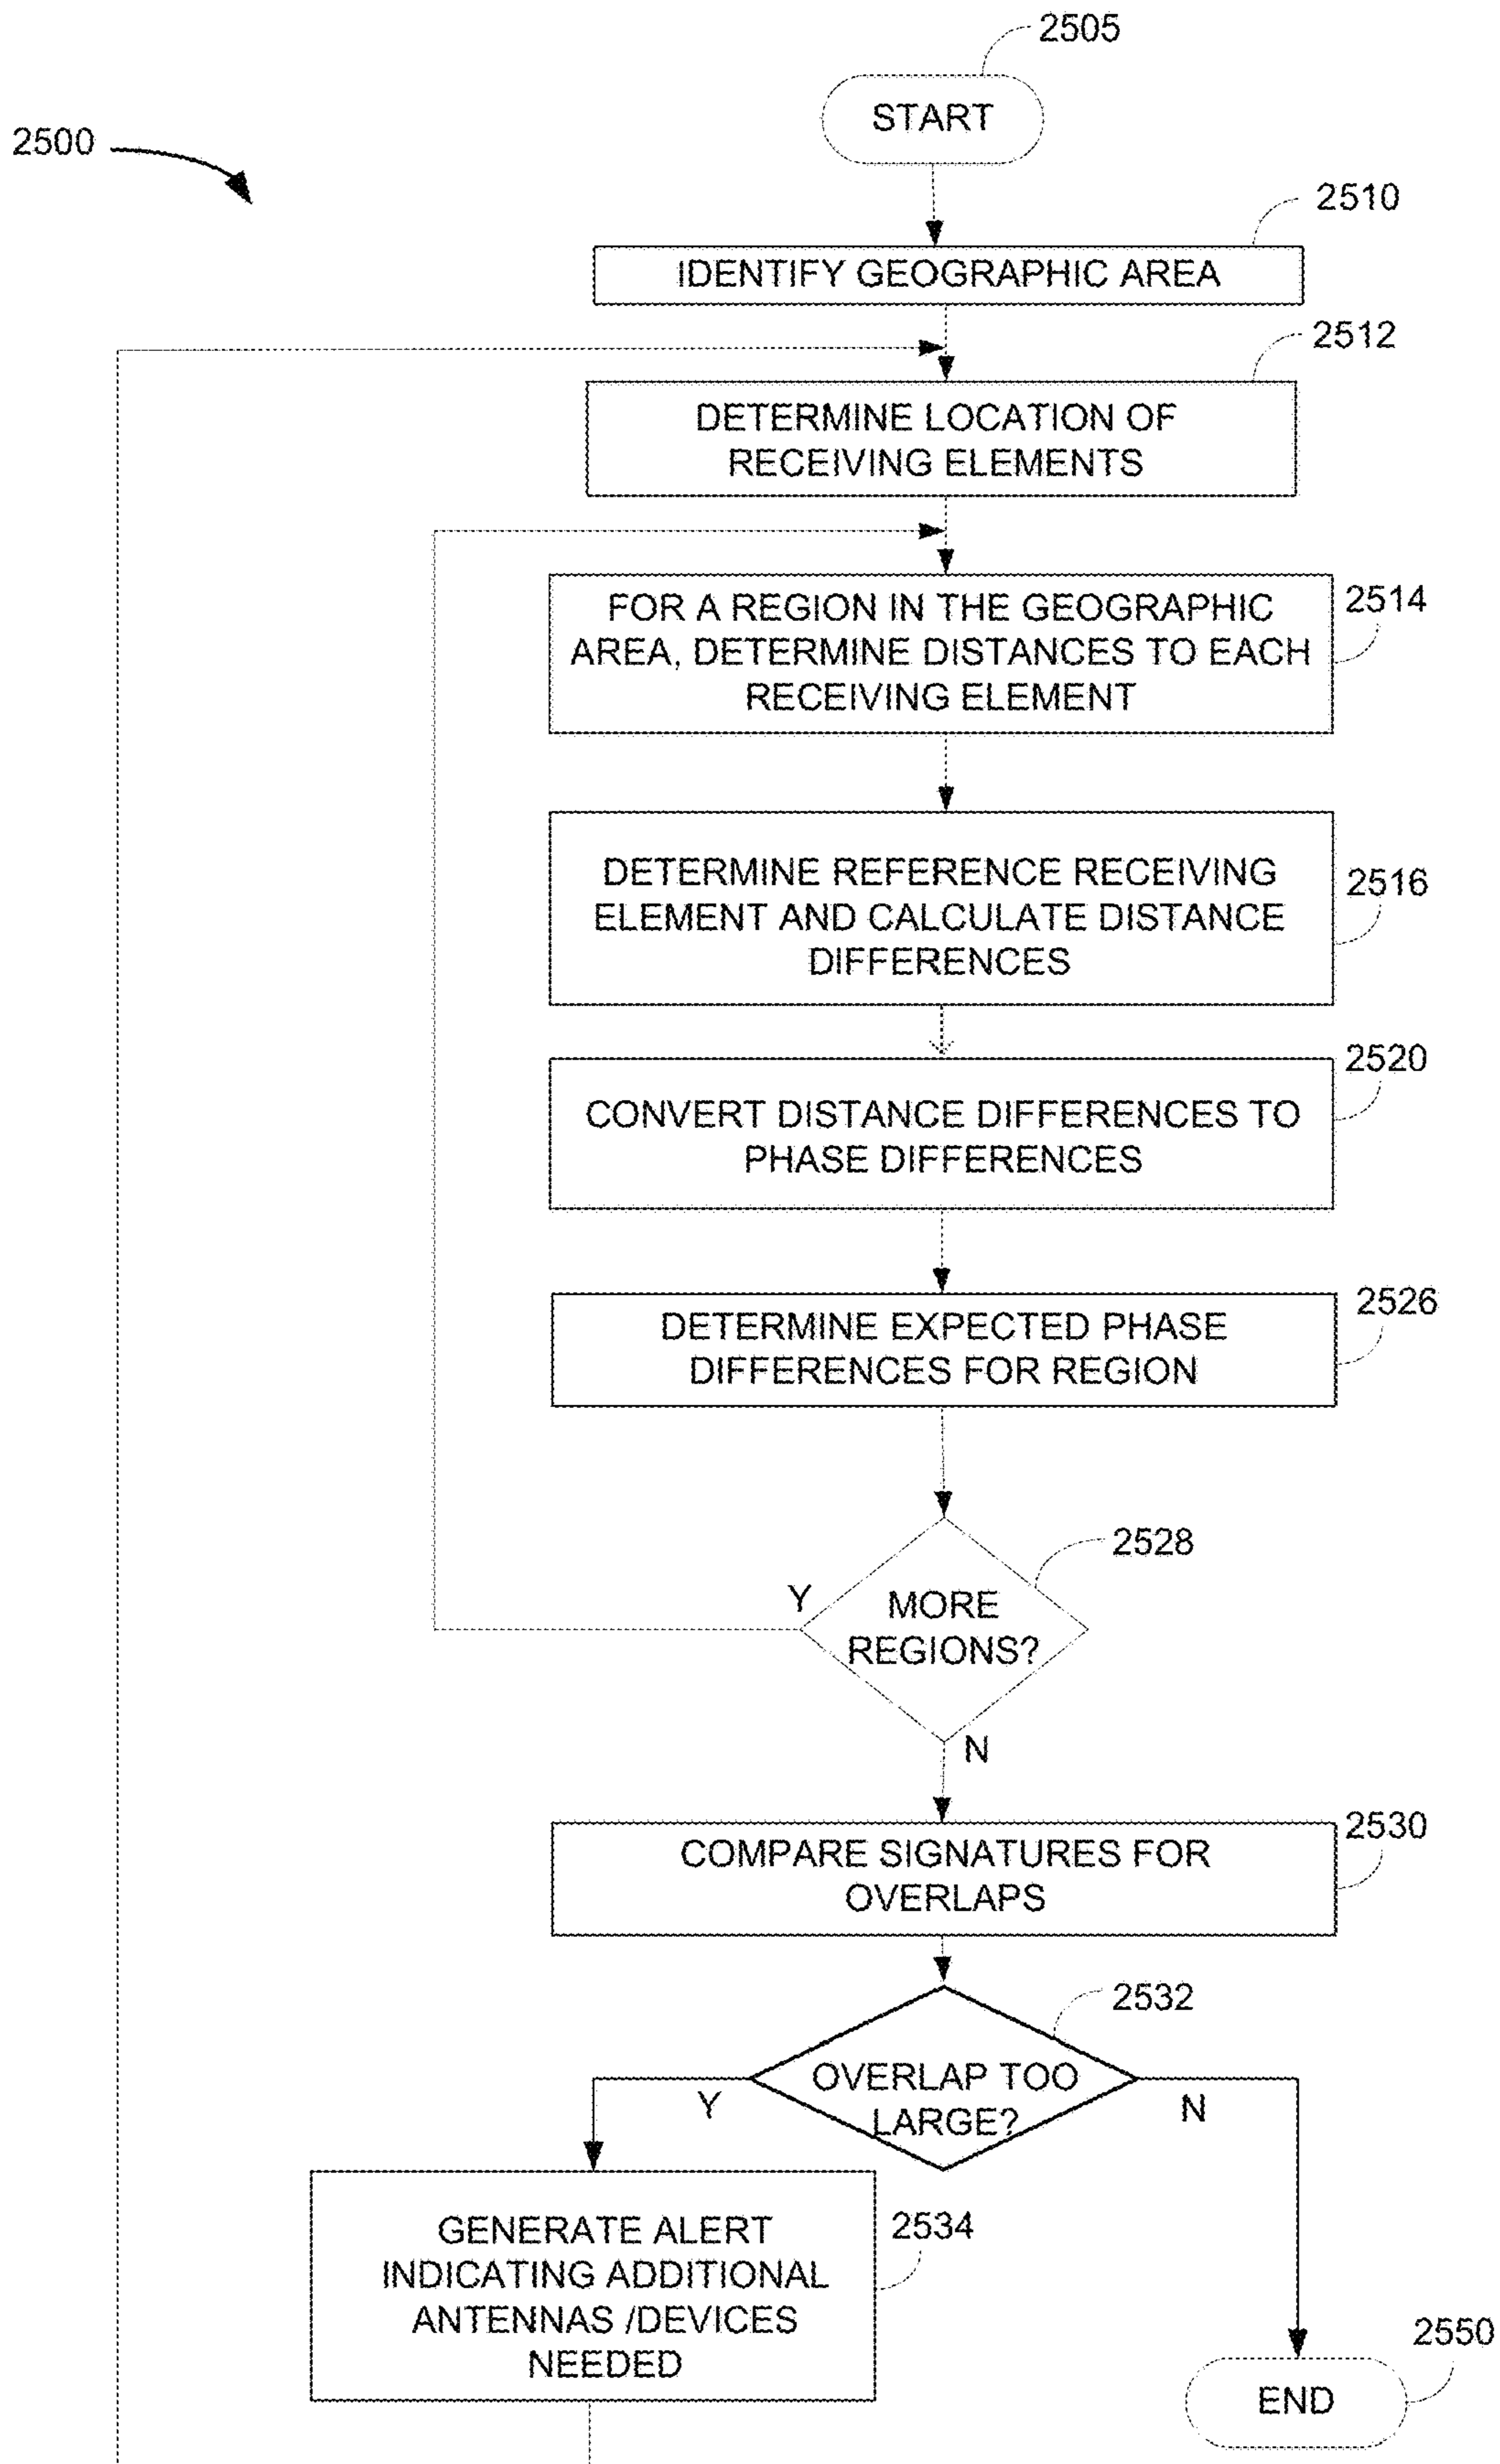 2505
START
2500
2510
IDENTIFY GEOGRAPHIC AREA
2512
DETERMINE LOCATION OF
RECEIVING ELEMENTS
FOR A REGION IN THE GEOGRAPHIC
AREA, DETERMINE DISTANCES TO EACH
RECEIVING ELEMENT
2514
DETERMINE REFERENCE RECEIVING
ELEMENT AND CALCULATE DISTANCE
DIFFERENCES
2516
2520
CONVERT DISTANCE DIFFERENCES TO
PHASE DIFFERENCES
2526
DETERMINE EXPECTED PHASE
DIFFERENCES FOR REGION
2528
Y
MORE
REGIONS?
N
2530
COMPARE SIGNATURES FOR
OVERLAPS
2532
OVERLAP TOO
LARGE?
Y
N
GENERATE ALERT
INDICATING ADDITIONAL
ANTENNAS /DEVICES
NEEDED
2534
2550
END